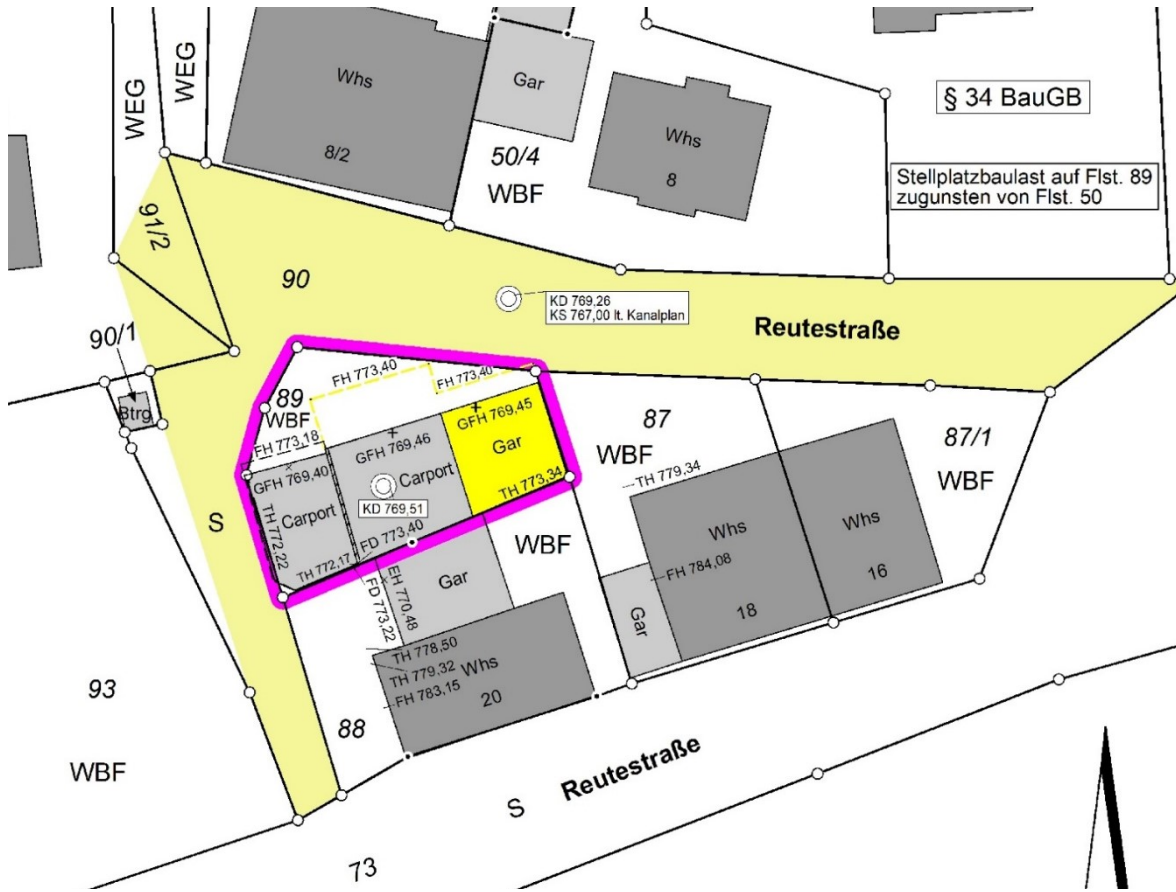 WEG
WEG
Whs
8/2
Gar
50/4
WBF
Whs
8
§ 34 BauGB
Stellplatzbaulast auf Flst. 89
zugunsten von Flst. 50
91/2
90
KD 769,26
KS 767,00 lt. Kanalplan
Reutestraße
90/1
Btrg
89
WBF
FH 773,40
FH 773,40
FH 773,18
GFH 769,45
Gar
TH 773,34
GFH 769,46
Carport
KD 769,51
FD 773,40
GFH 769,40
Carport
TH 772,22
TH 772,17
S
87
WBF
TH 779,34
87/1
WBF
WBF
Whs
18
FH 784,08
Whs
16
Gar
Gar
EH 770,48
FD 773,22
TH 778,50
TH 779,32
FH 783,15
Whs
20
93
WBF
88
S
Reutestraße
73